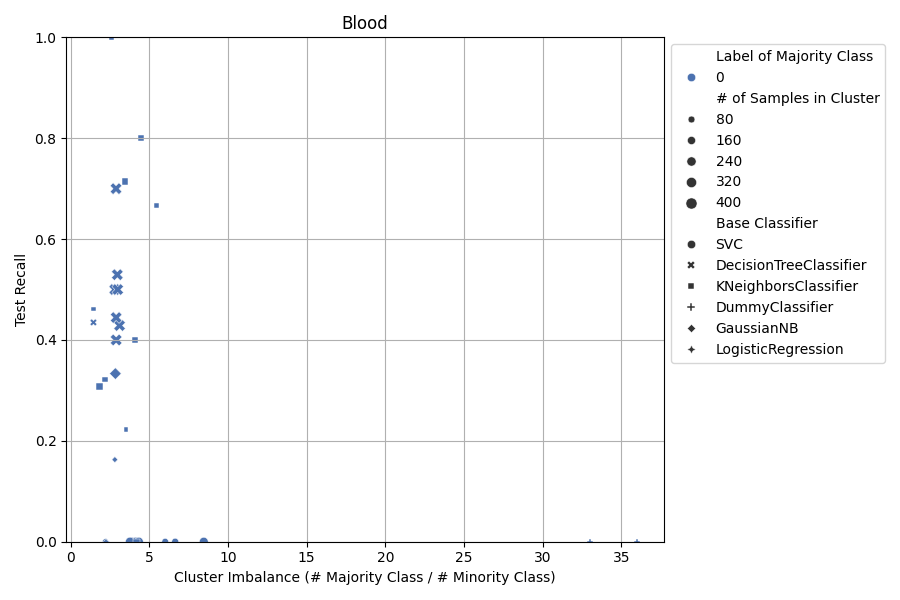 Blood
1.0
0.8
0.6
0.4
0.2
0.0
Test Recall
0 5 10 15 20 25 30 35
Cluster Imbalance (# Majority Class / # Minority Class)
Label of Majority Class
0
# of Samples in Cluster
80
160
240
320
400
Base Classifier
SVC
DecisionTreeClassifier
KNeighborsClassifier
DummyClassifier
GaussianNB
LogisticRegression